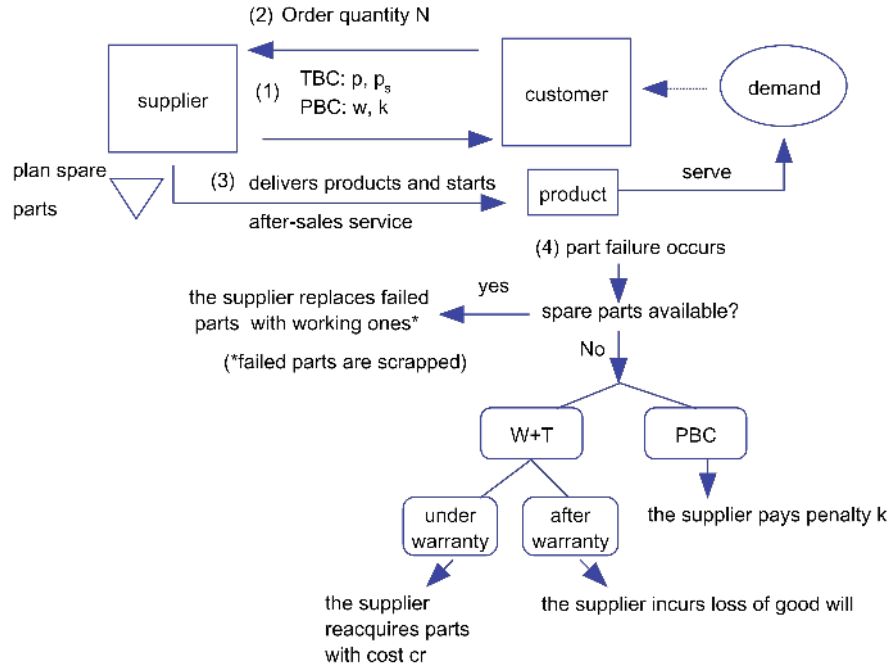 (2) Order quantity N
supplier
(1)
TBC: p, pₛ
PBC: w, k
customer
demand
plan spare
parts
(3) delivers products and starts
after-sales service
product
serve
(4) part failure occurs
yes
the supplier replaces failed
parts with working ones*
(*failed parts are scrapped)
spare parts available?
No
W+T
PBC
under
warranty
after
warranty
the supplier pays penalty k
the supplier
reacquires parts
with cost cr
the supplier incurs loss of good will